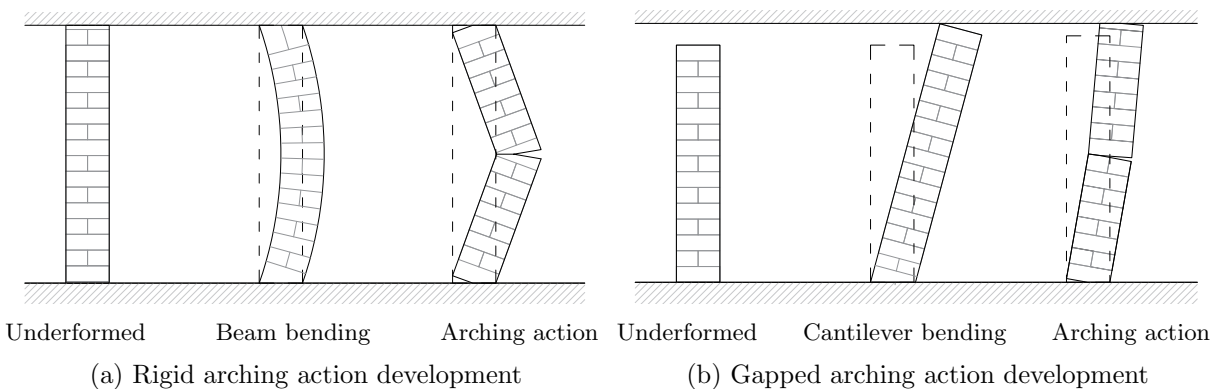 Underformed Beam bending Arching action Underformed Cantilever bending Arching action
(a) Rigid arching action development (b) Gapped arching action development